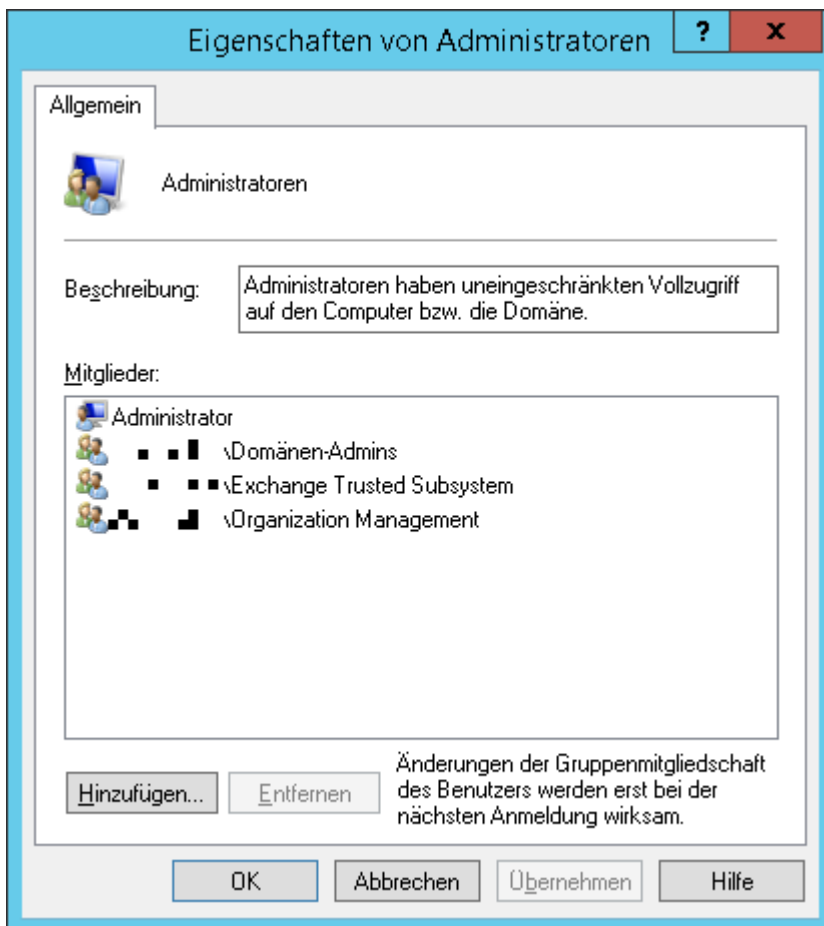 Eigenschaften von Administratoren
?
x
Allgemein
Administratoren
Beschreibung:
Administratoren haben uneingeschränkten Vollzugriff
auf den Computer bzw. die Domäne.
Mitglieder:
Administrator
\Domänen-Admins
\Exchange Trusted Subsystem
\Organization Management
Änderungen der Gruppenmitgliedschaft
des Benutzers werden erst bei der
nächsten Anmeldung wirksam.
Hinzufügen...
Entfernen
OK
Abbrechen
Übernehmen
Hilfe